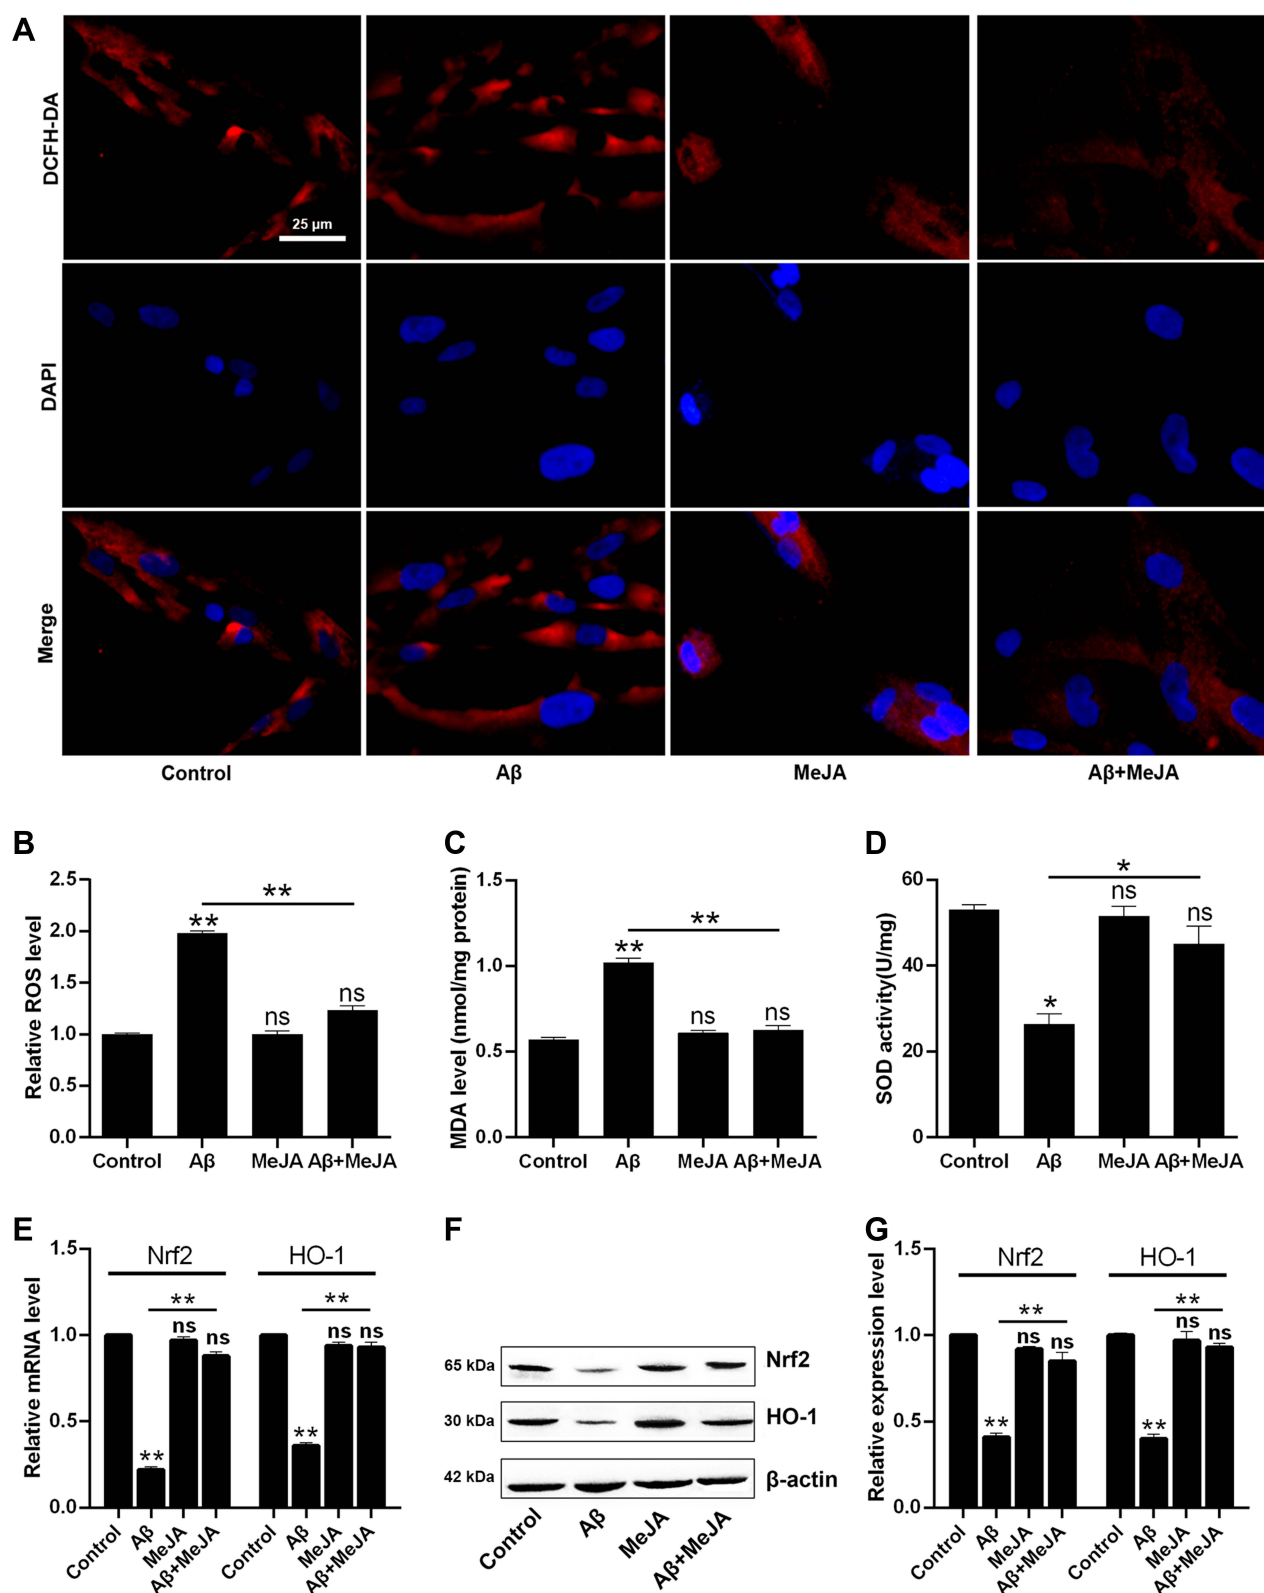 A
DCFH-DA
25 µm
DAPI
Merge
Control
Aβ
MeJA
Aβ+MeJA
B
Relative ROS level
2.5
2.0
1.5
1.0
0.5
0.0
**
**
ns
ns
Control
Aβ
MeJA
Aβ+MeJA
C
MDA level (nmol/mg protein)
1.5
1.0
0.5
0.0
**
**
ns
ns
Control
Aβ
MeJA
Aβ+MeJA
D
SOD activity(U/mg)
60
40
20
0
*
*
ns
ns
Control
Aβ
MeJA
Aβ+MeJA
E
Relative mRNA level
1.5
1.0
0.5
0.0
Nrf2
HO-1
**
**
**
ns
ns
**
ns
ns
Control
Aβ
MeJA
Aβ+MeJA
Control
Aβ
MeJA
Aβ+MeJA
F
65 kDa
Nrf2
30 kDa
HO-1
42 kDa
β-actin
Control
Aβ
MeJA
Aβ+MeJA
G
Relative expression level
1.5
1.0
0.5
0.0
Nrf2
HO-1
**
**
**
ns
ns
**
ns
ns
Control
Aβ
MeJA
Aβ+MeJA
Control
Aβ
MeJA
Aβ+MeJA